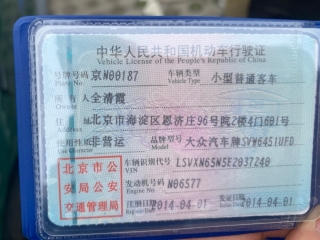 中华人民共和国机动车行驶证
Vehicle License of the People's Republic of China
号牌号码 京N00187 车辆类型 小型普通客车
Plate No. Vehicle Type
所有人 全清霞
Owner
住址 北京市海淀区恩济庄96号院2楼4门601号
Address
使用性质 非营运 品牌型号 大众汽车牌SVW6451UFD
Use Character Model
北京市公安局公安交通管理局
车辆识别代号 LSVXN65N5E2037240
VIN
发动机号码 N06577
Engine No.
注册日期 2014-04-01 发证日期 2014-04-01
Register Date Issue Date